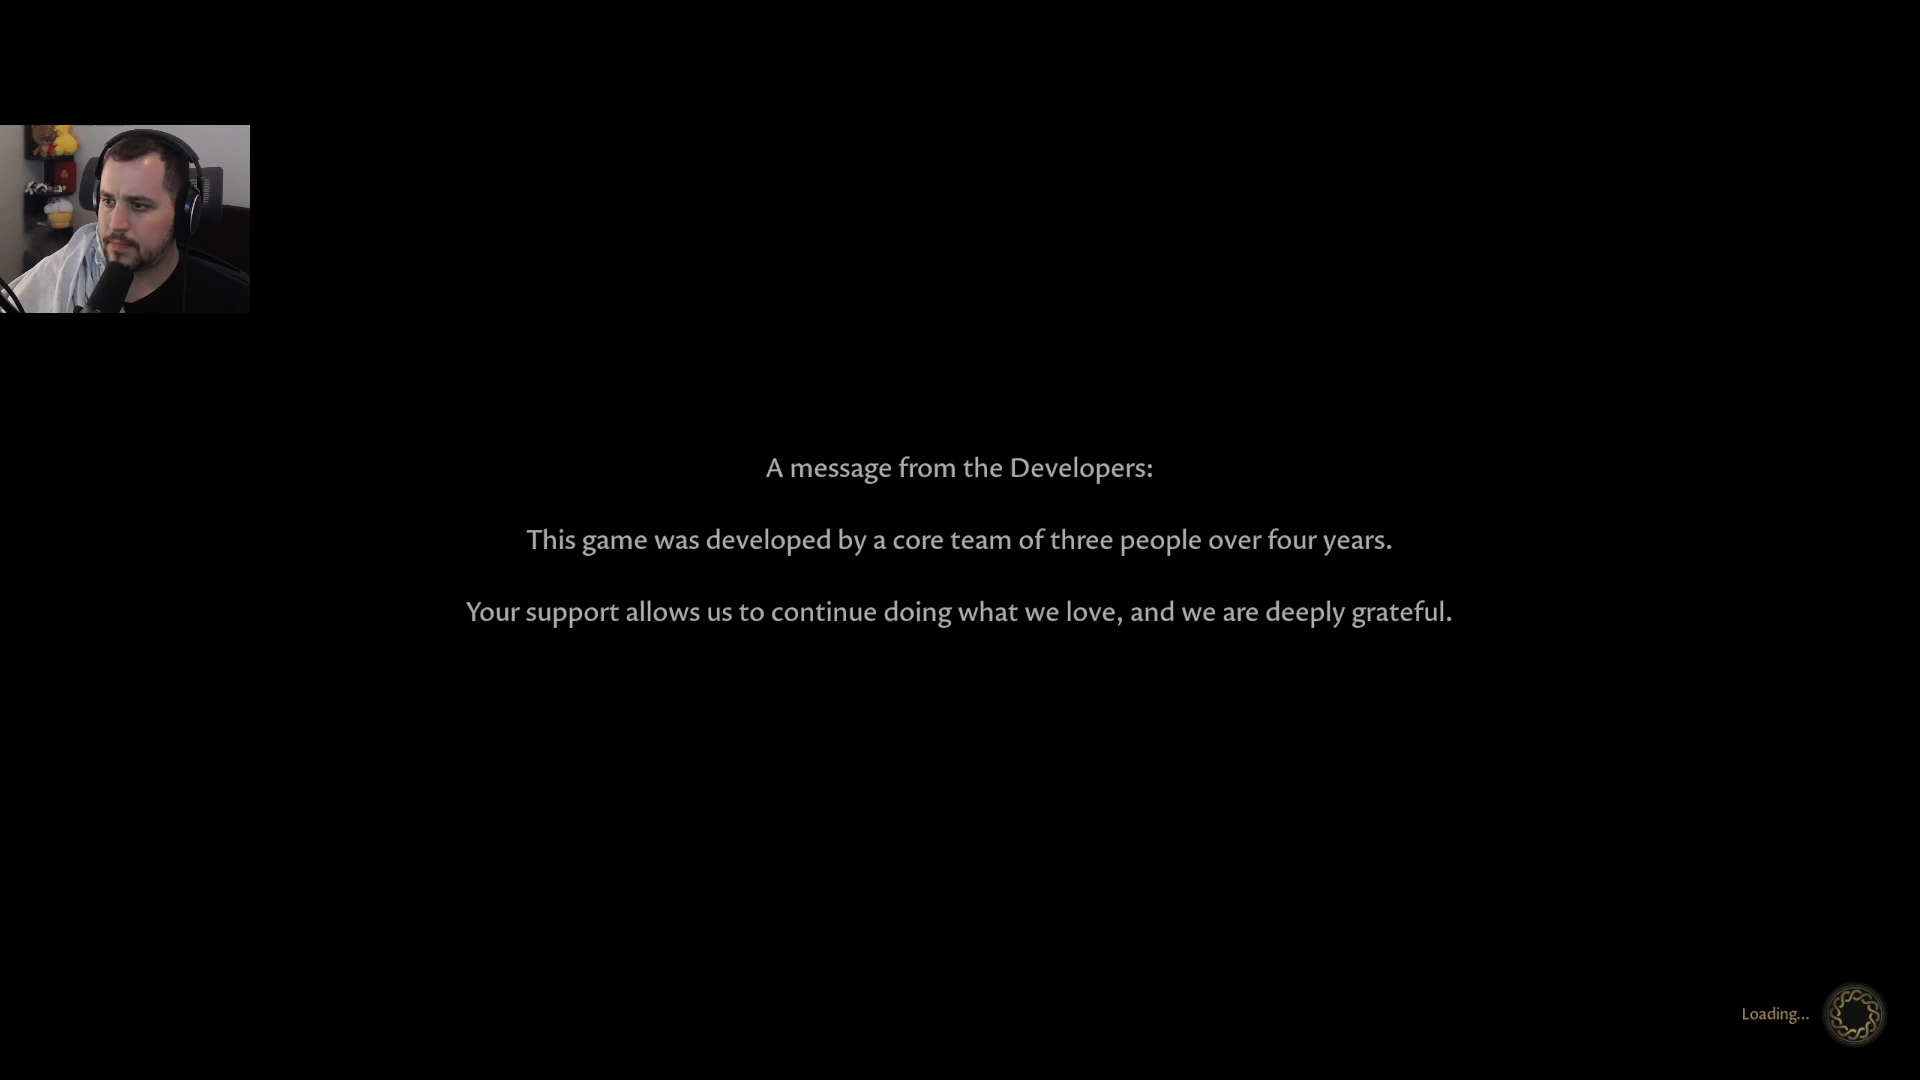 A message from the Developers:
This game was developed by a core team of three people over four years.
Your support allows us to continue doing what we love, and we are deeply grateful.
Loading...